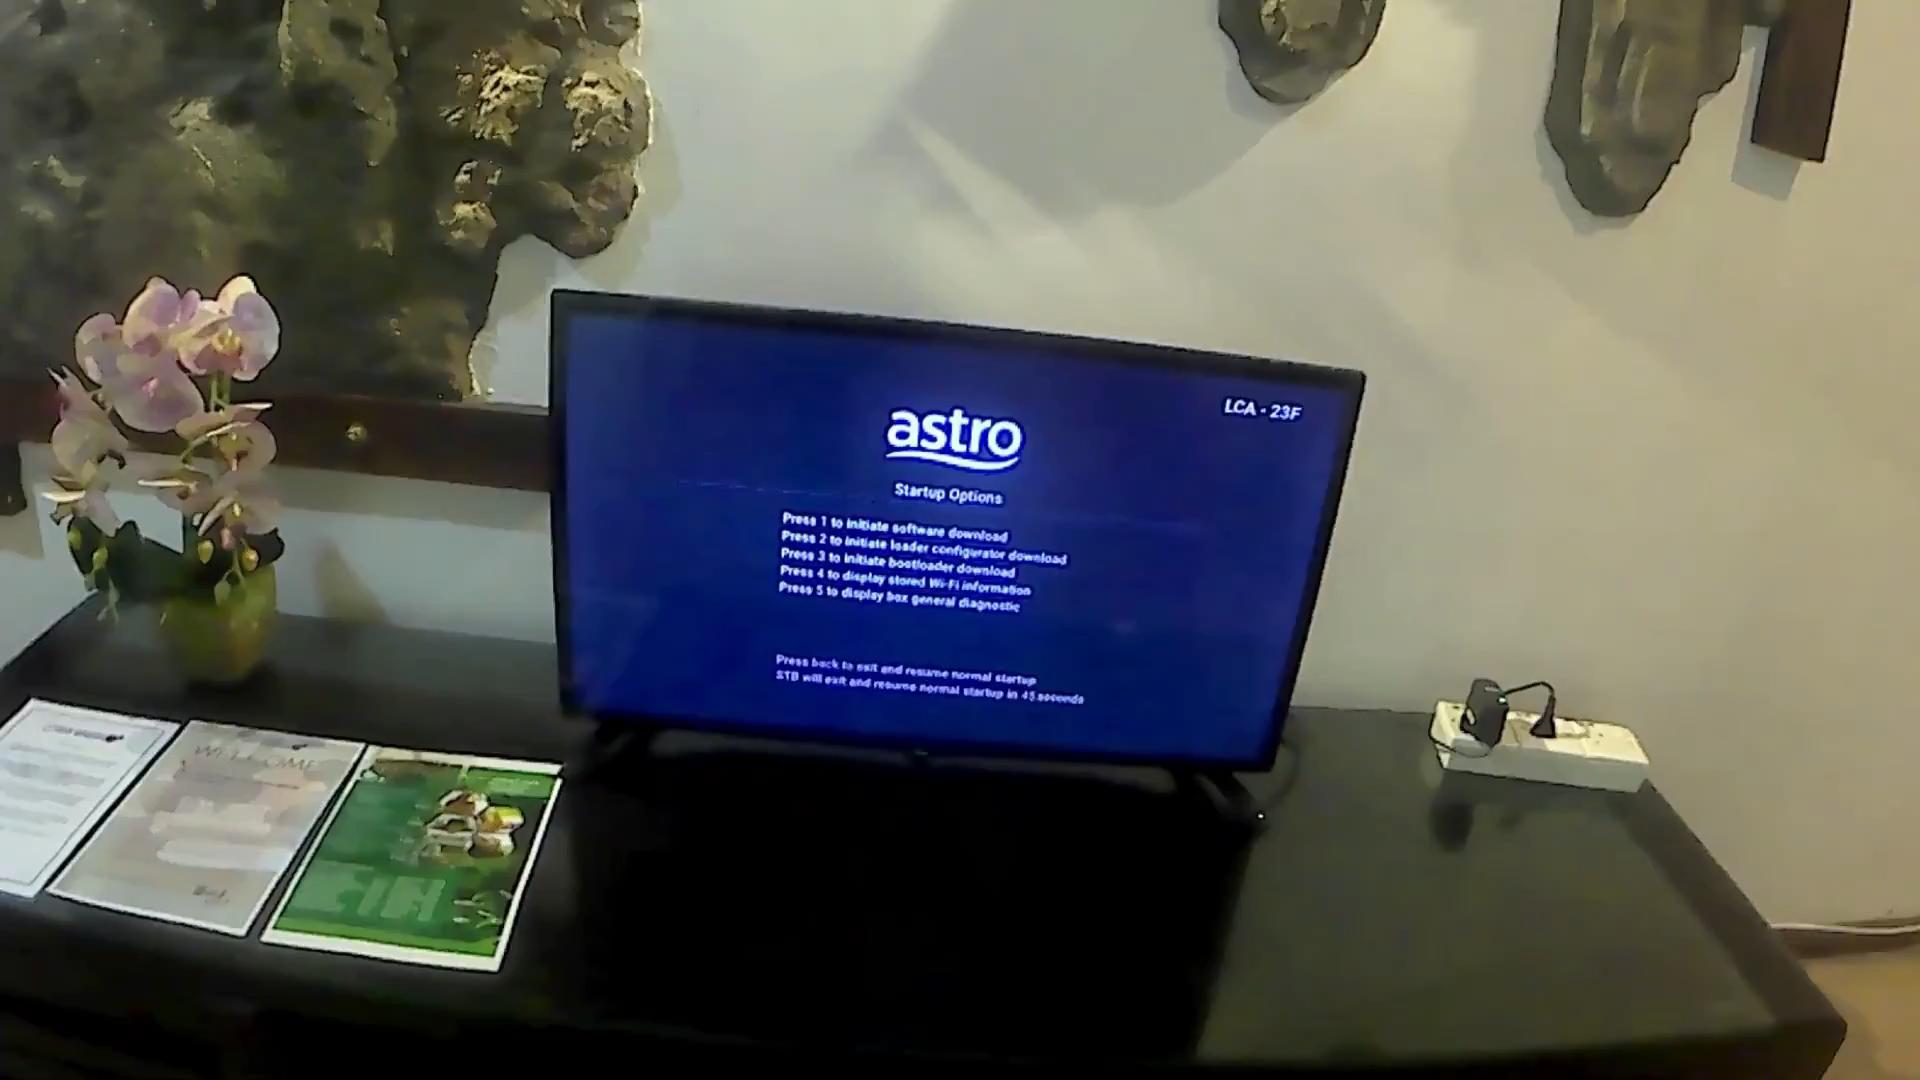 LCA - 23F
astro
Startup Options
Press 1 to initiate software download
Press 2 to initiate loader configurator download
Press 3 to initiate bootloader download
Press 4 to display stored Wi-Fi information
Press 5 to display box general diagnostic
Press back to exit and resume normal startup
STB will exit and resume normal startup in 45 seconds
WELCOME